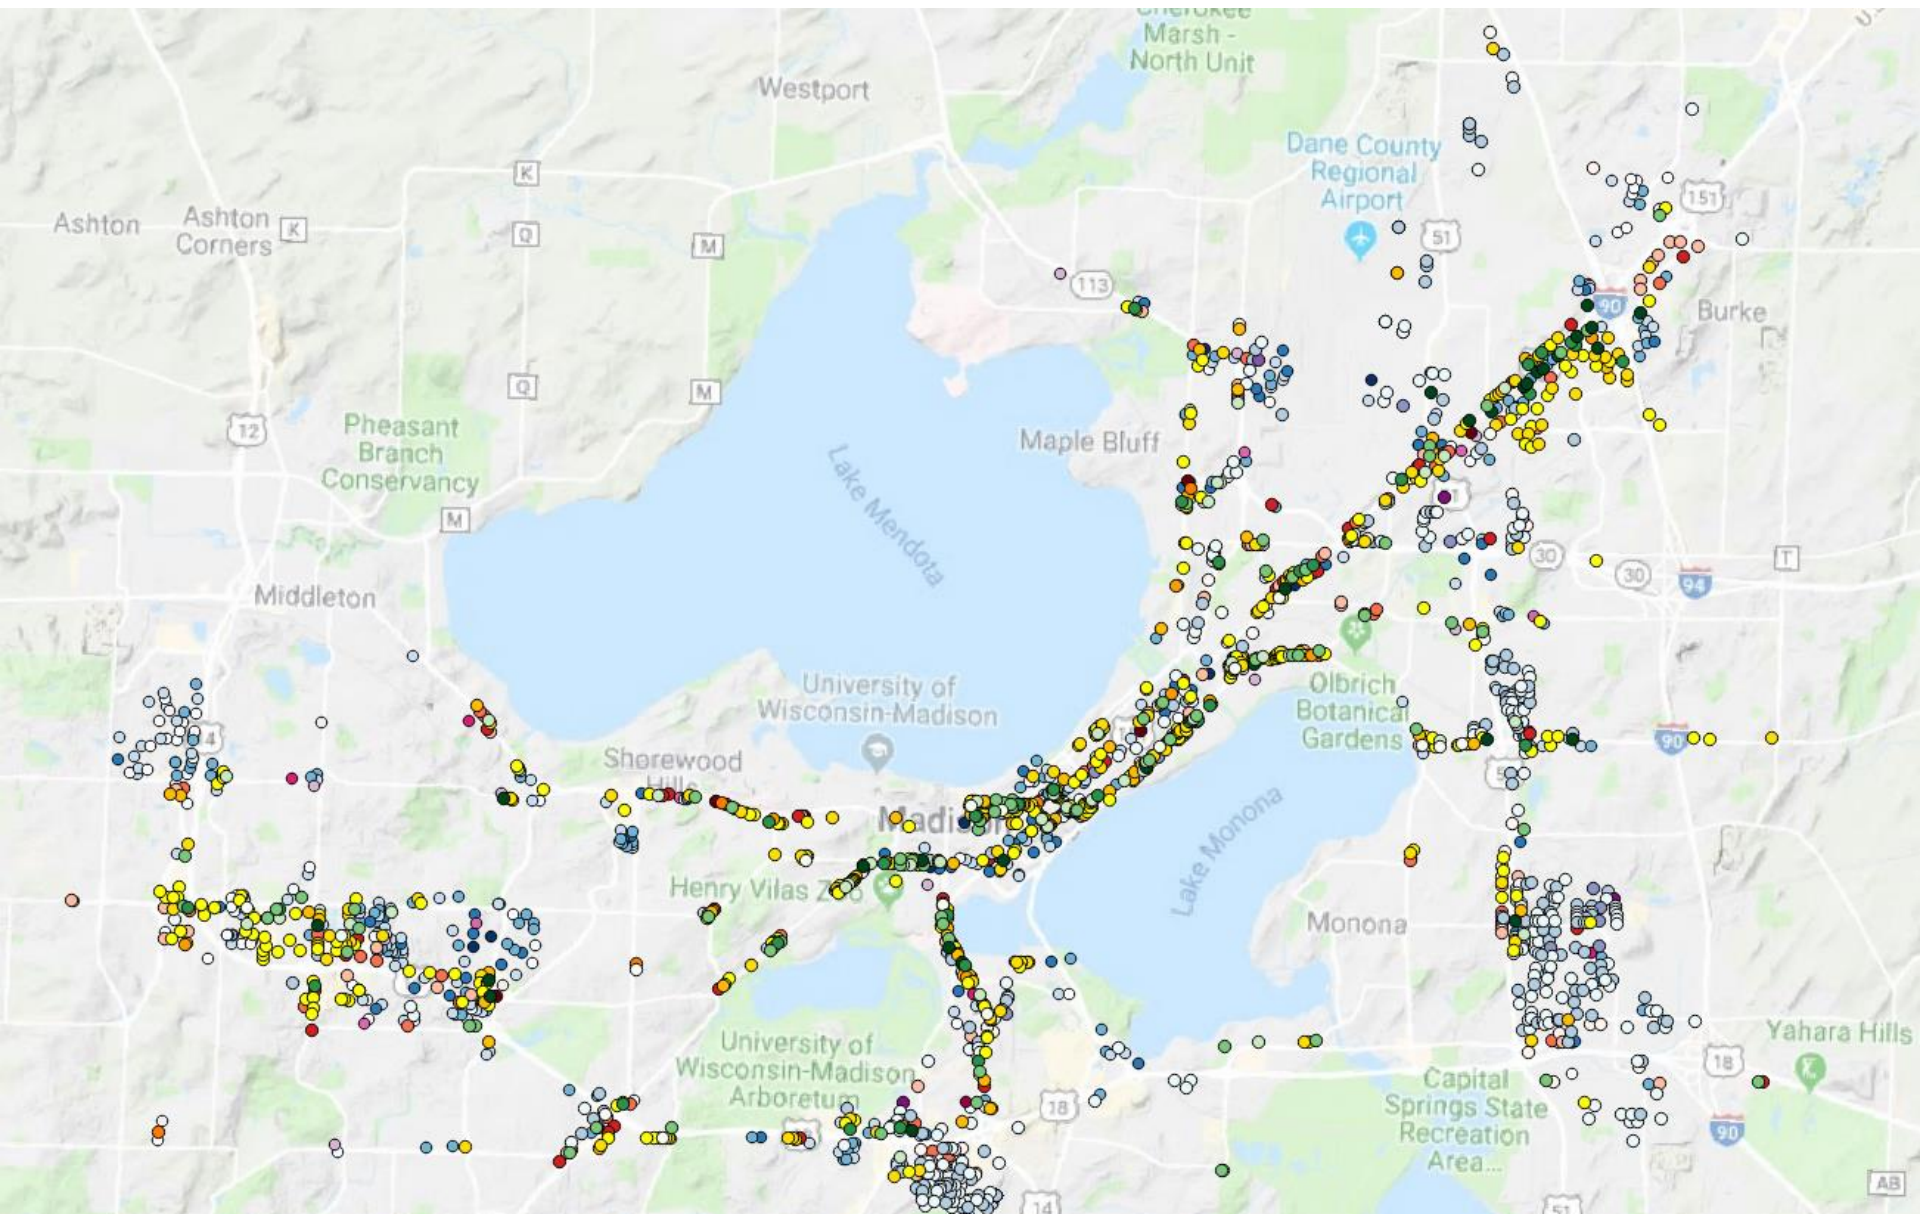 Cherokee
Marsh -
North Unit
Westport
Dane County
Regional
Airport
K
151
Ashton
Ashton
Corners
K
Q
M
51
113
90
Burke
Q
M
12
Pheasant
Branch
Conservancy
Maple Bluff
Lake Mendota
M
30
30
T
94
Middleton
University of
Wisconsin-Madison
Olbrich
Botanical
Gardens
90
Shorewood
Hills
Madison
Lake Monona
Henry Vilas Zoo
Monona
University of
Wisconsin-Madison
Arboretum
18
Capital
Springs State
Recreation
Area...
18
Yahara Hills
90
14
51
AB